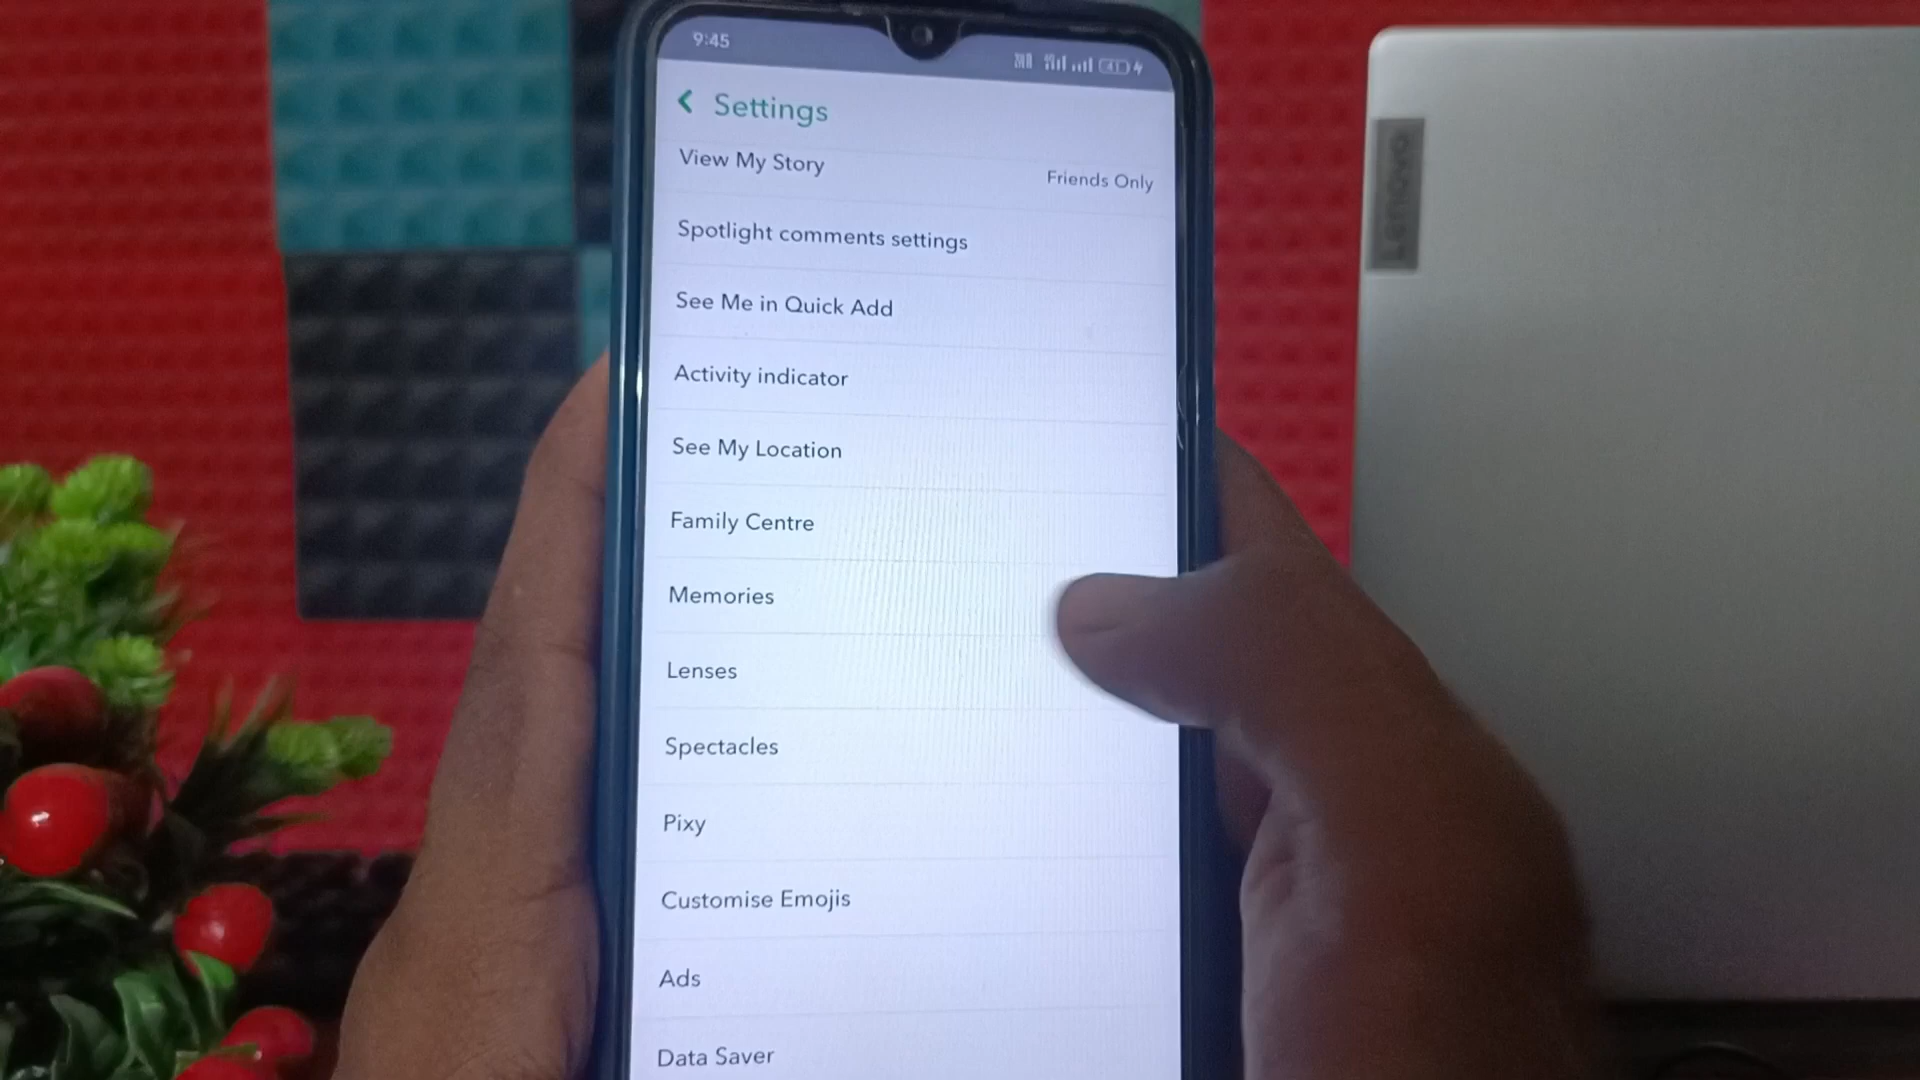 9:45
41
Settings
View My Story
Friends Only
Spotlight comments settings
See Me in Quick Add
Activity indicator
See My Location
Family Centre
Memories
Lenses
Spectacles
Pixy
Customise Emojis
Ads
Data Saver
Lenovo